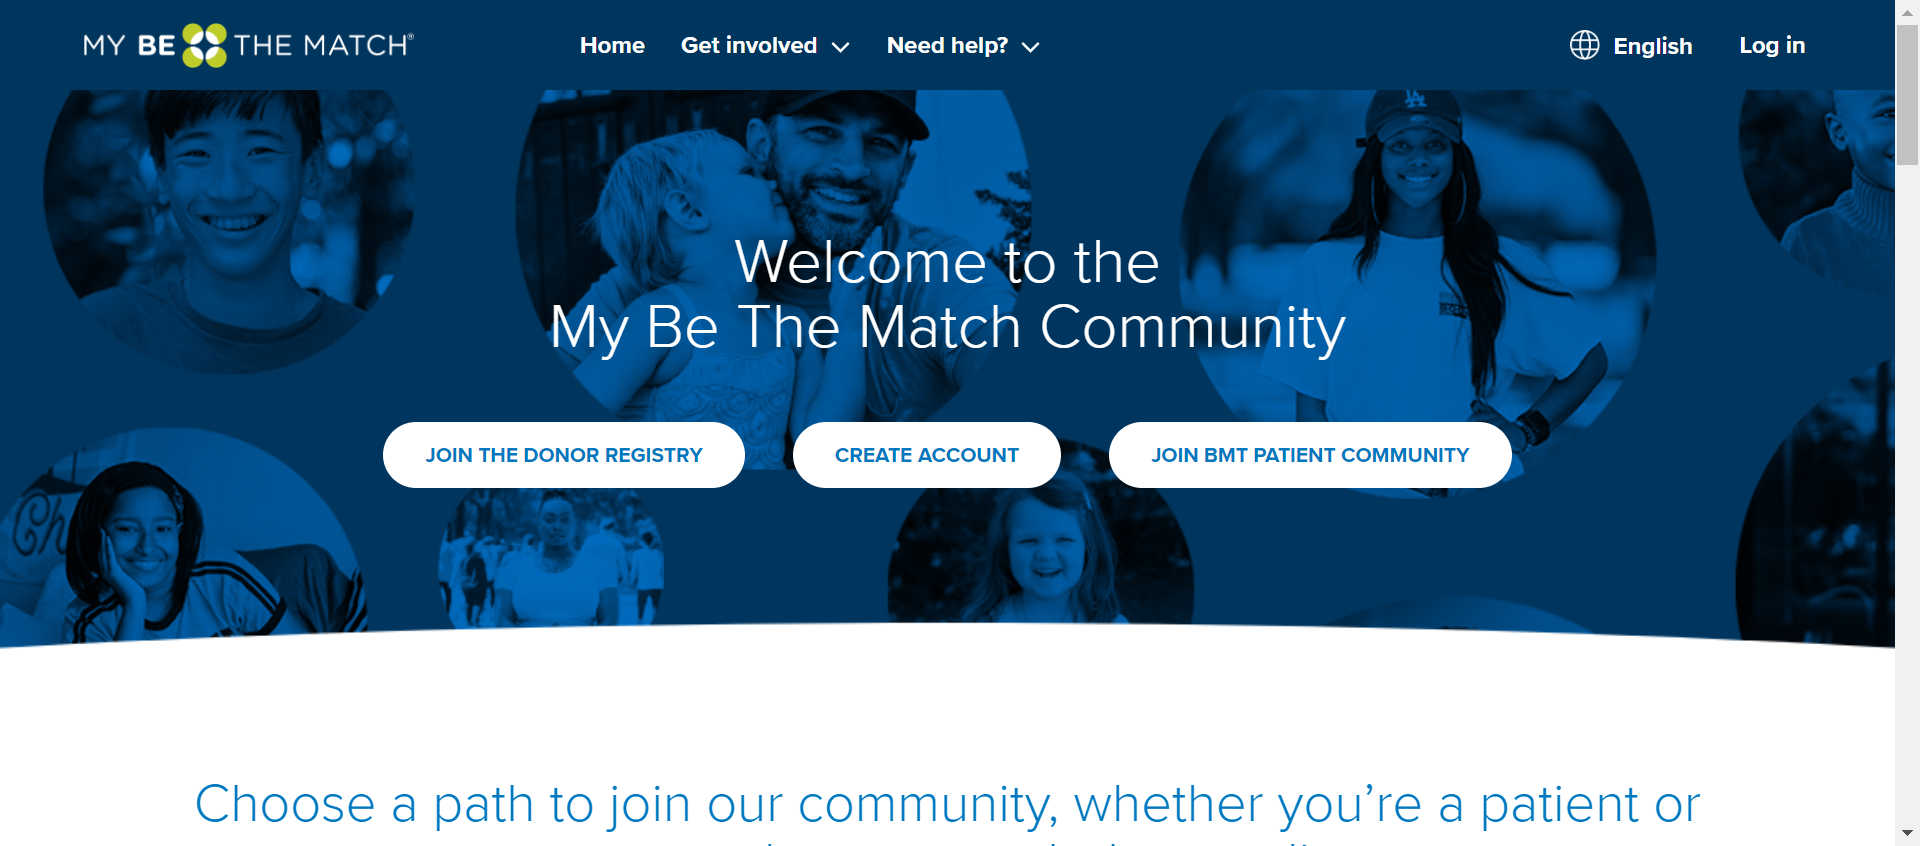 MY BE THE MATCH®
Home
Get involved
Need help?
English
Log in
LA
Welcome to the
My Be The Match Community
JOIN THE DONOR REGISTRY
CREATE ACCOUNT
JOIN BMT PATIENT COMMUNITY
Ch
Choose a path to join our community, whether you’re a patient or